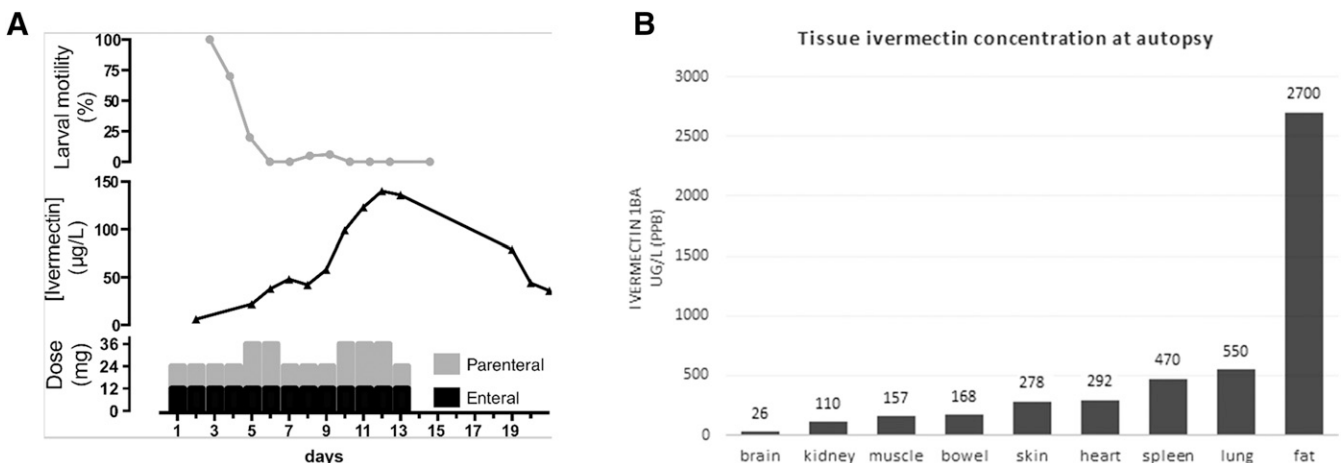 A
Larval motility
(%)
100
75
50
25
0
[Ivermectin]
(µg/L)
150
100
50
0
Dose
(mg)
36
24
12
0
Parenteral
Enteral
1 3 5 7 9 11 13 15 17 19
days
B
Tissue ivermectin concentration at autopsy
IVERMECTIN 1BA
UG/L (PPB)
3000
2500
2000
1500
1000
500
0
26 110 157 168 278 292 470 550 2700
brain kidney muscle bowel skin heart spleen lung fat